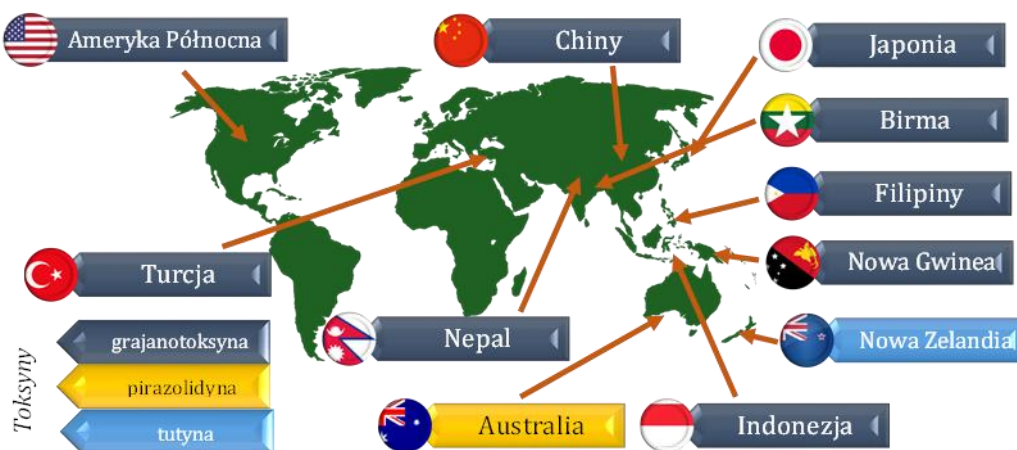 Ameryka Północna
Chiny
Japonia
Birma
Filipiny
Nowa Gwinea
Turcja
Nepal
Nowa Zelandia
Toksyny
grajanotoksyna
pirazolidyna
tutyna
Australia
Indonezja